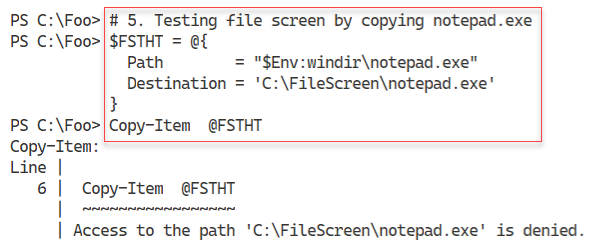 PS C:\Foo> # 5. Testing file screen by copying notepad.exe
PS C:\Foo> $FSTHT = @{
  Path        = "$Env:windir\notepad.exe"
  Destination = 'C:\FileScreen\notepad.exe'
}
PS C:\Foo> Copy-Item  @FSTHT
Copy-Item:
Line |
   6 |  Copy-Item  @FSTHT
     |  ~~~~~~~~~~~~~~~~~
     | Access to the path 'C:\FileScreen\notepad.exe' is denied.